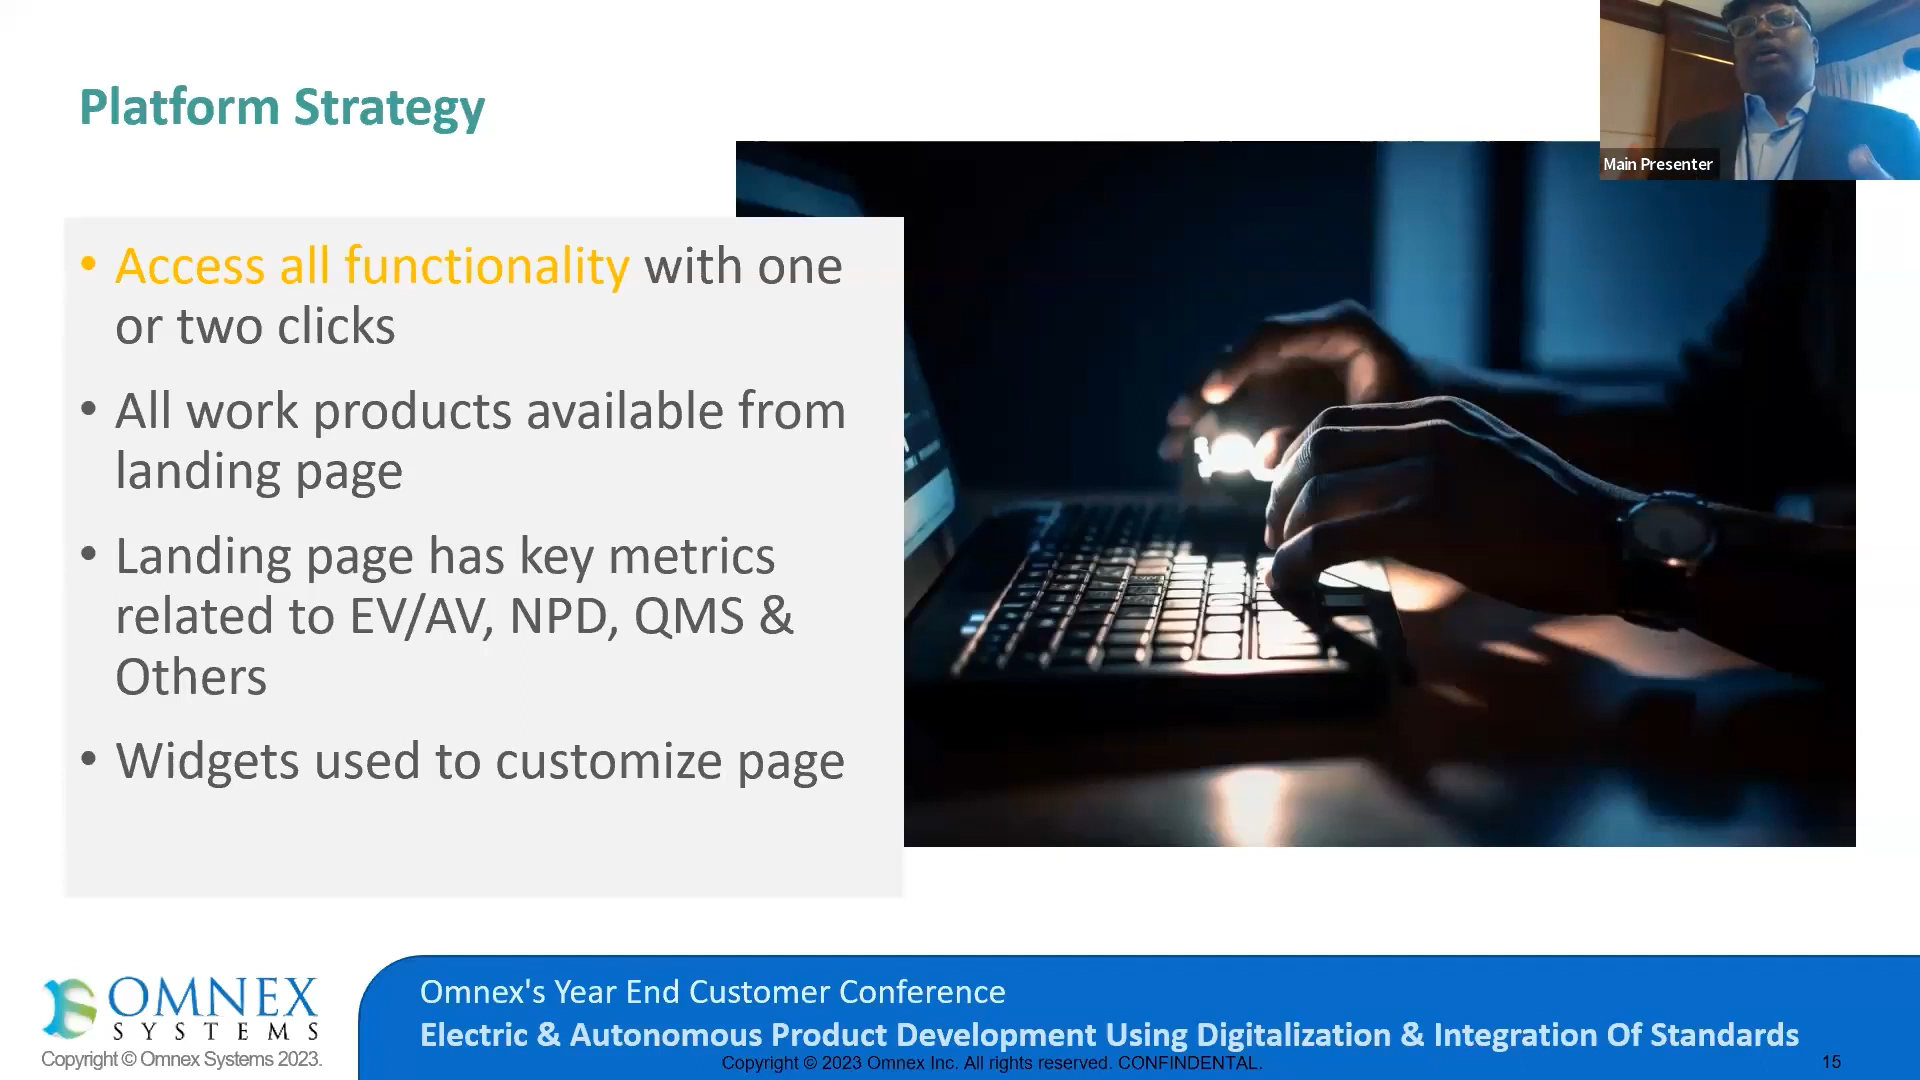 Platform Strategy
Main Presenter
• Access all functionality with one
or two clicks
• All work products available from
landing page
• Landing page has key metrics
related to EV/AV, NPD, QMS &
Others
• Widgets used to customize page
OMNEX
SYSTEMS
Copyright © Omnex Systems 2023.
Omnex's Year End Customer Conference
Electric & Autonomous Product Development Using Digitalization & Integration Of Standards
Copyright © 2023 Omnex Inc. All rights reserved. CONFINDENTAL.
15